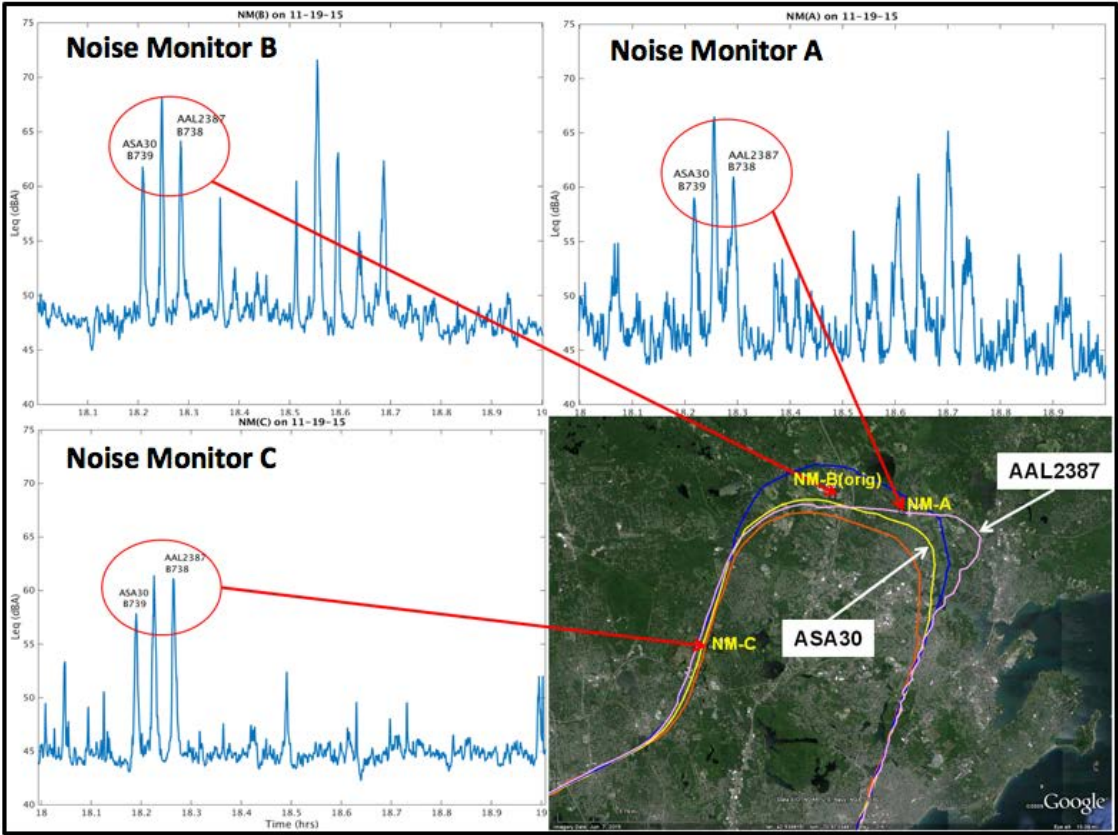 NM(B) on 11-19-15
Noise Monitor B
75
70
65
60
55
50
45
40
Leq (dBA)
ASA30
B739
AAL2387
B738
18.1
18.2
18.3
18.4
18.5
18.6
18.7
18.8
18.9
19
NM(A) on 11-19-15
Noise Monitor A
75
70
65
60
55
50
45
40
Leq (dBA)
ASA30
B739
AAL2387
B738
18
18.1
18.2
18.3
18.4
18.5
18.6
18.7
18.8
18.9
NM(C) on 11-19-15
Noise Monitor C
75
70
65
60
55
50
45
40
Leq (dBA)
ASA30
B739
AAL2387
B738
18
18.1
18.2
18.3
18.4
18.5
18.6
18.7
18.8
18.9
19
Time (hrs)
NM-B(orig)
NM-A
NM-C
AAL2387
ASA30
Google